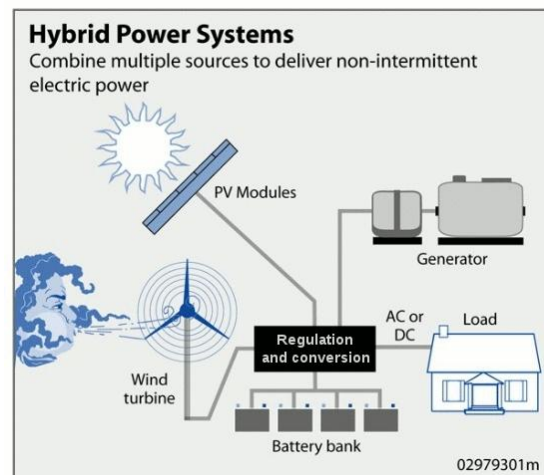 Hybrid Power Systems
Combine multiple sources to deliver non-intermittent
electric power
PV Modules
Generator
AC or
DC
Load
Regulation
and conversion
Wind
turbine
Battery bank
02979301m